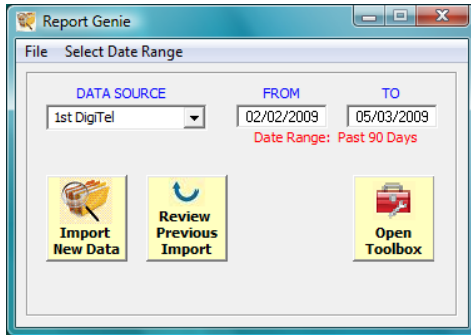 Report Genie
File Select Date Range
DATA SOURCE FROM TO
1st DigiTel 02/02/2009 05/03/2009
Date Range: Past 90 Days
Import
New Data
Review
Previous
Import
Open
Toolbox